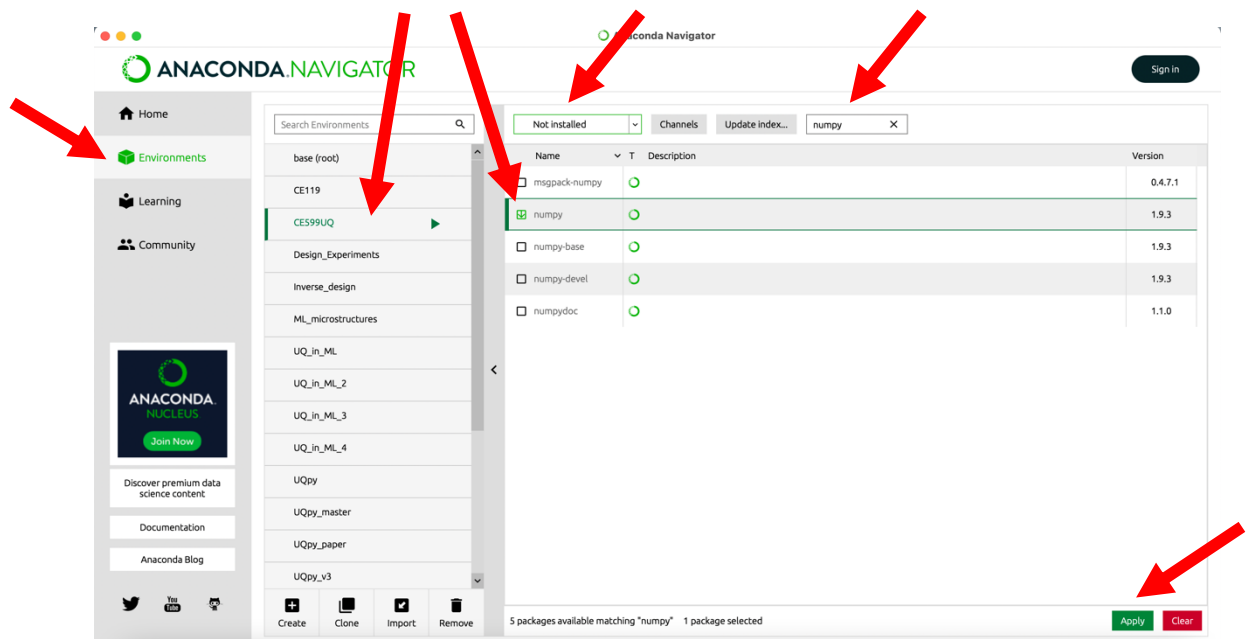 Anaconda Navigator
ANACONDA.NAVIGATOR
Sign in
Home
Environments
Learning
Community
ANACONDA.
NUCLEUS
Join Now
Discover premium data
science content
Documentation
Anaconda Blog
You
Tube
Search Environments
base (root)
CE119
CE599UQ
Design_Experiments
Inverse_design
ML_microstructures
UQ_in_ML
UQ_in_ML_2
UQ_in_ML_3
UQ_in_ML_4
UQpy
UQpy_master
UQpy_paper
UQpy_v3
Create Clone Import Remove
Not installed Channels Update index... numpy X
Name T Description Version
msgpack-numpy 0.4.7.1
numpy 1.9.3
numpy-base 1.9.3
numpy-devel 1.9.3
numpydoc 1.1.0
5 packages available matching "numpy" 1 package selected
Apply Clear